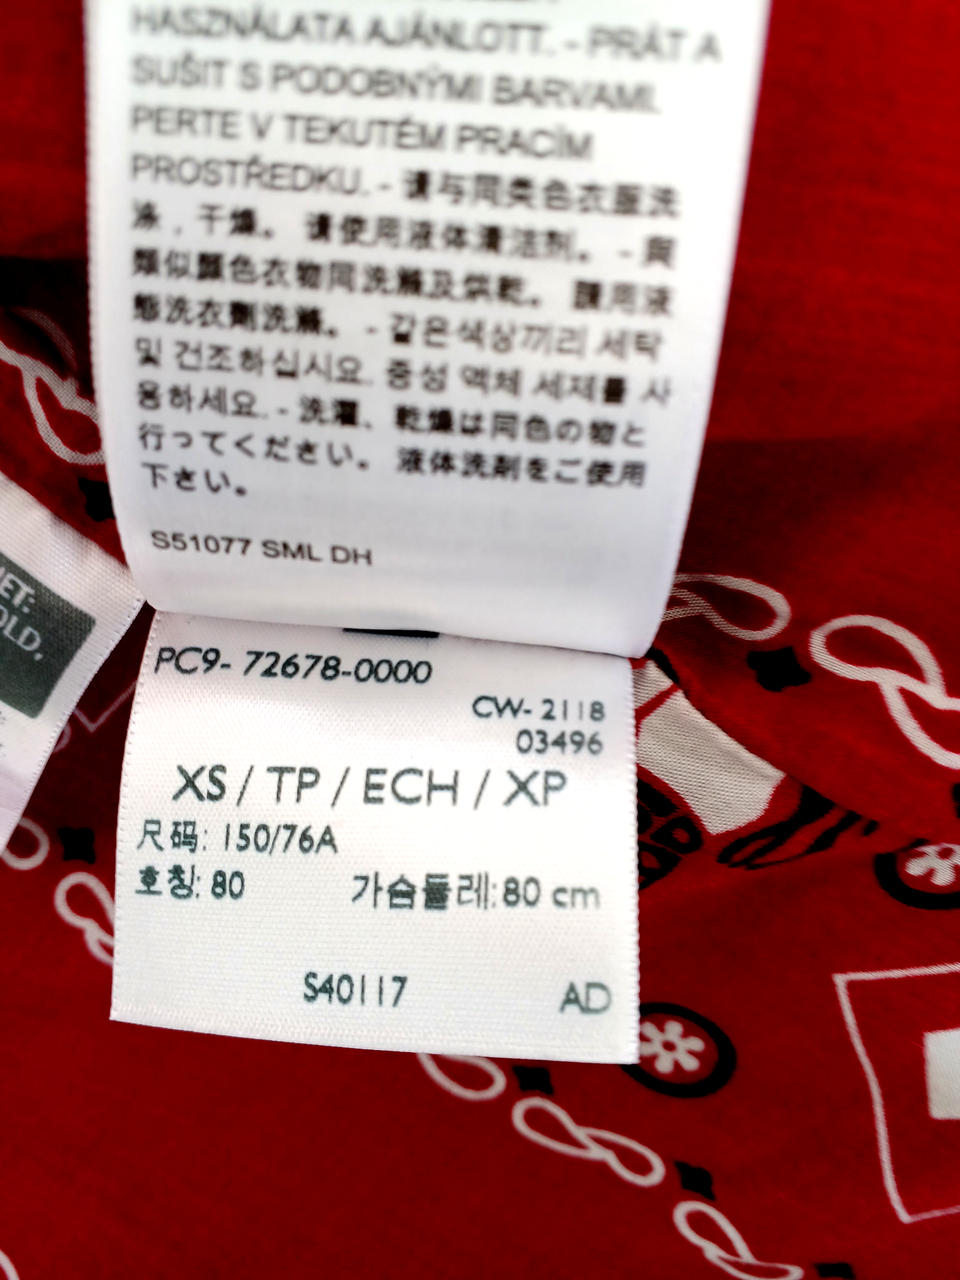 HASZNÁLATA AJÁNLOTT. - PRÁT A
SUŠIT S PODOBNÝMI BARVAMI.
PERTE V TEKUTÉM PRACÍM
PROSTŘEDKU. - 请与同类色衣服洗
涤，干燥。 请使用液体清洁剂。 - 與
類似顏色衣物同洗滌及烘乾。 請用液
態洗衣劑洗滌。 - 같은색상끼리 세탁
및 건조하십시요. 중성 액체 세제를 사
용하세요. - 洗濯、乾燥は同色の物と
行ってください。 液体洗剤をご使用
下さい。
S51077 SML DH
ET:
OLD,
PC9- 72678-0000
CW- 2118
03496
XS / TP / ECH / XP
尺码: 150/76A
호칭: 80 가슴둘레: 80 cm
S40117 AD